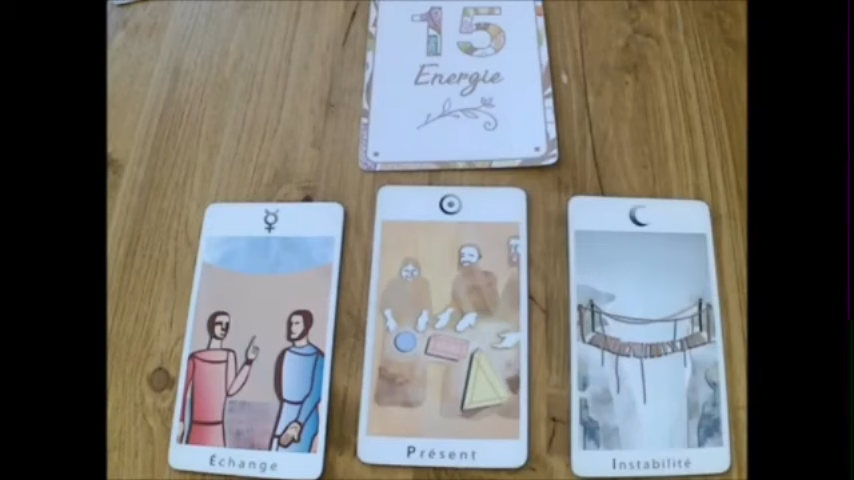 15
Energie
Échange
Présent
Instabilité